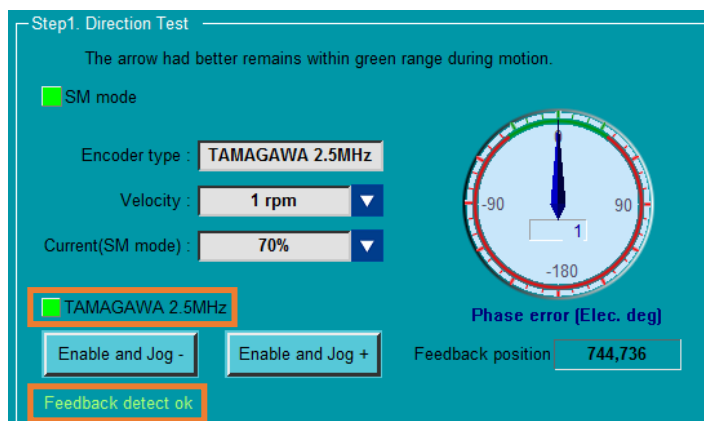 Step1. Direction Test
The arrow had better remains within green range during motion.
SM mode
Encoder type : TAMAGAWA 2.5MHz
Velocity : 1 rpm
Current(SM mode) : 70%
0
-90 90
1
-180
Phase error (Elec. deg)
TAMAGAWA 2.5MHz
Enable and Jog - Enable and Jog + Feedback position 744,736
Feedback detect ok